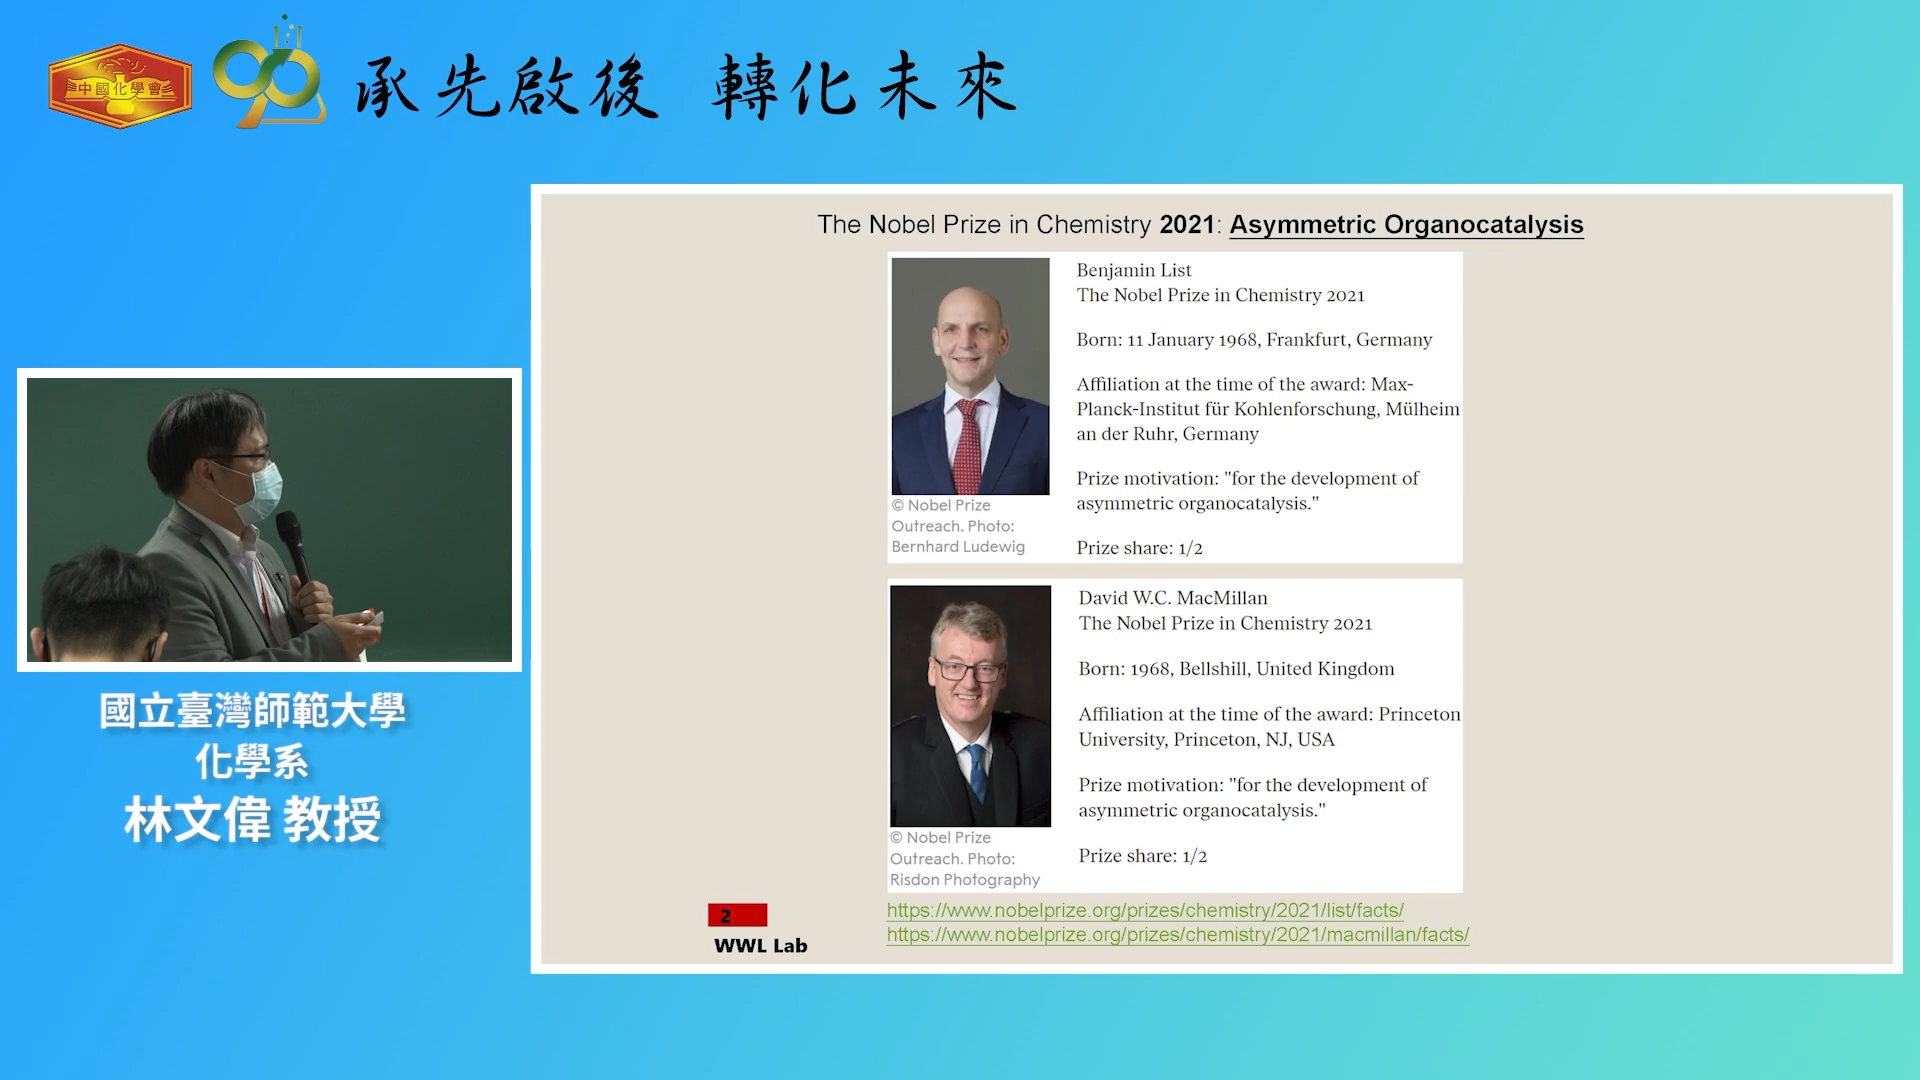 中國化學會
90
承先啟後 轉化未來
The Nobel Prize in Chemistry 2021: Asymmetric Organocatalysis
Benjamin List
The Nobel Prize in Chemistry 2021
Born: 11 January 1968, Frankfurt, Germany
Affiliation at the time of the award: Max-
Planck-Institut für Kohlenforschung, Mülheim
an der Ruhr, Germany
Prize motivation: "for the development of
asymmetric organocatalysis."
Prize share: 1/2
© Nobel Prize
Outreach. Photo:
Bernhard Ludewig
David W.C. MacMillan
The Nobel Prize in Chemistry 2021
Born: 1968, Bellshill, United Kingdom
Affiliation at the time of the award: Princeton
University, Princeton, NJ, USA
Prize motivation: "for the development of
asymmetric organocatalysis."
Prize share: 1/2
© Nobel Prize
Outreach. Photo:
Risdon Photography
https://www.nobelprize.org/prizes/chemistry/2021/list/facts/
https://www.nobelprize.org/prizes/chemistry/2021/macmillan/facts/
2
WWL Lab
國立臺灣師範大學
化學系
林文偉 教授